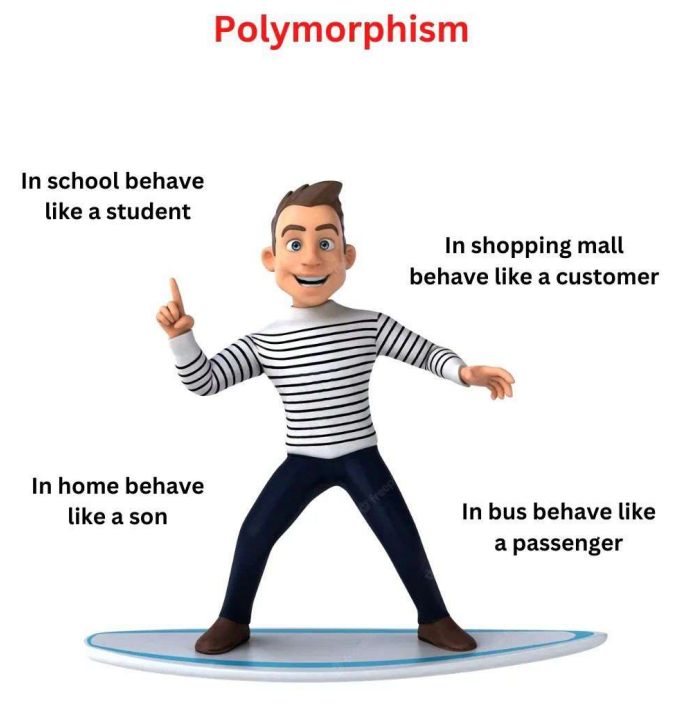 Polymorphism
In school behave
like a student
In shopping mall
behave like a customer
In home behave
like a son
In bus behave like
a passenger